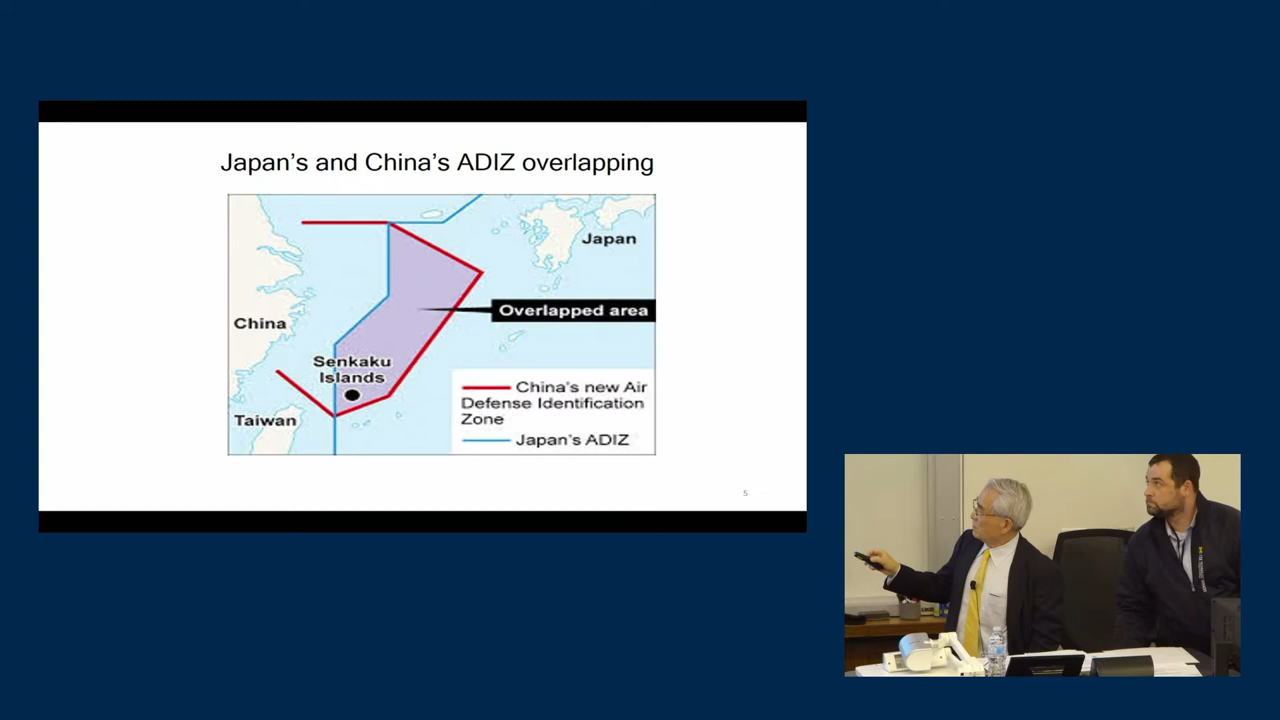 Japan's and China's ADIZ overlapping
Japan
Overlapped area
China
Senkaku
Islands
China's new Air
Defense Identification
Zone
Taiwan
Japan's ADIZ
5